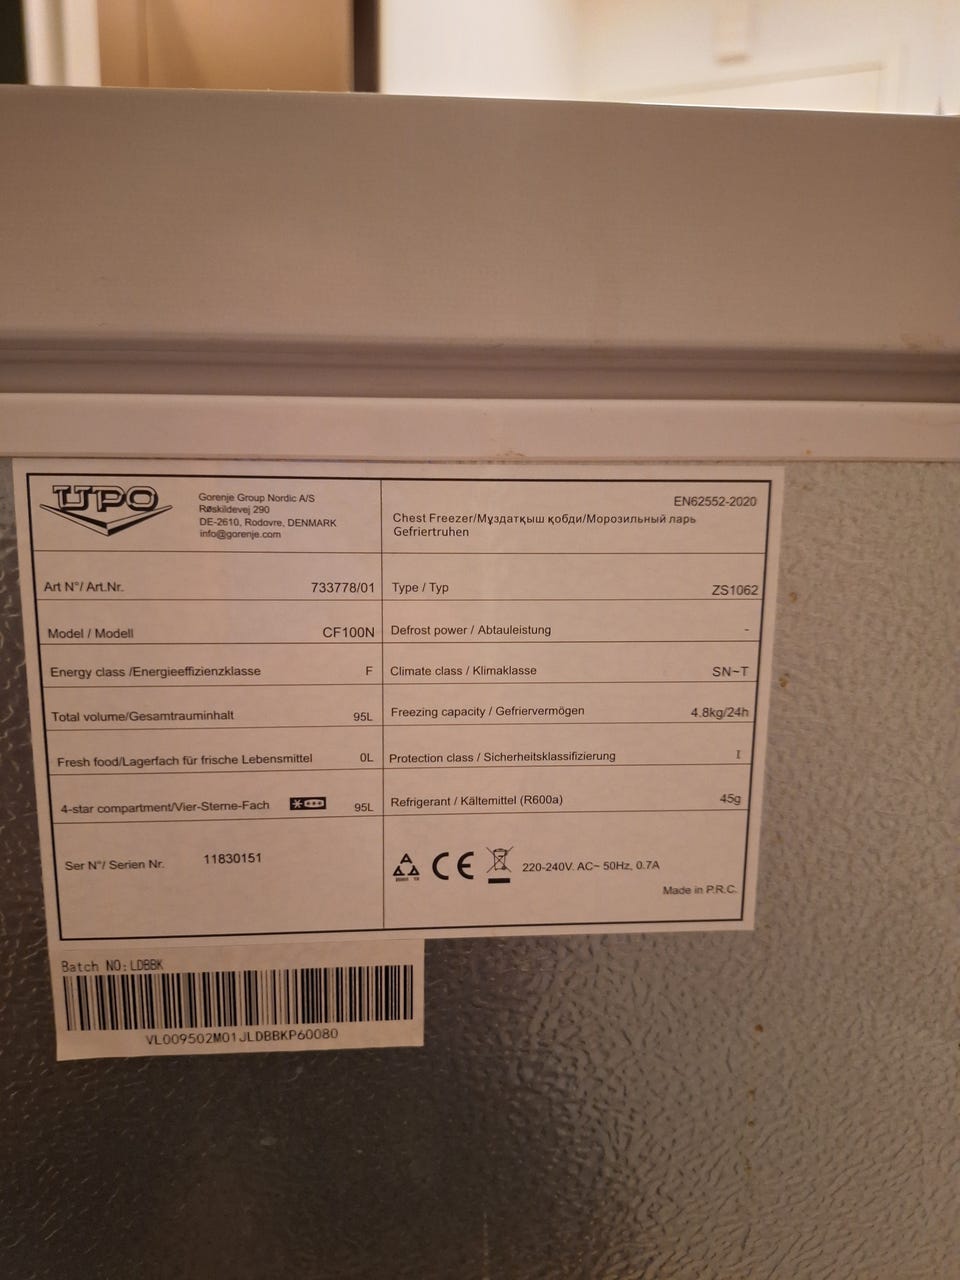 UPO
Gorenje Group Nordic A/S
Røskildevej 290
DE-2610, Rodovre, DENMARK
info@gorenje.com
EN62552-2020
Chest Freezer/Мұздатқыш қобди/Морозильный ларь
Gefriertruhen
Art N°/ Art.Nr. 733778/01
Type / Typ ZS1062
Model / Modell CF100N
Defrost power / Abtauleistung -
Energy class /Energieeffizienzklasse F
Climate class / Klimaklasse SN~T
Total volume/Gesamtrauminhalt 95L
Freezing capacity / Gefriervermögen 4.8kg/24h
Fresh food/Lagerfach für frische Lebensmittel 0L
Protection class / Sicherheitsklassifizierung I
4-star compartment/Vier-Sterne-Fach 95L
Refrigerant / Kältemittel (R600a) 45g
Ser N°/ Serien Nr. 11830151
CE
220-240V. AC~ 50Hz, 0.7A
Made in P.R.C.
Batch NO:LDBBK
VL009502M01JLDBBKP60080